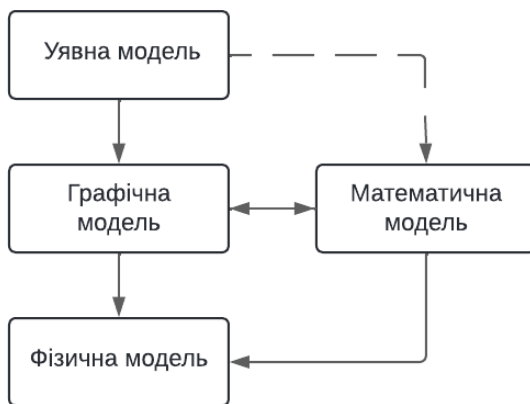 Уявна модель
Графічна
модель
Математична
модель
Фізична модель